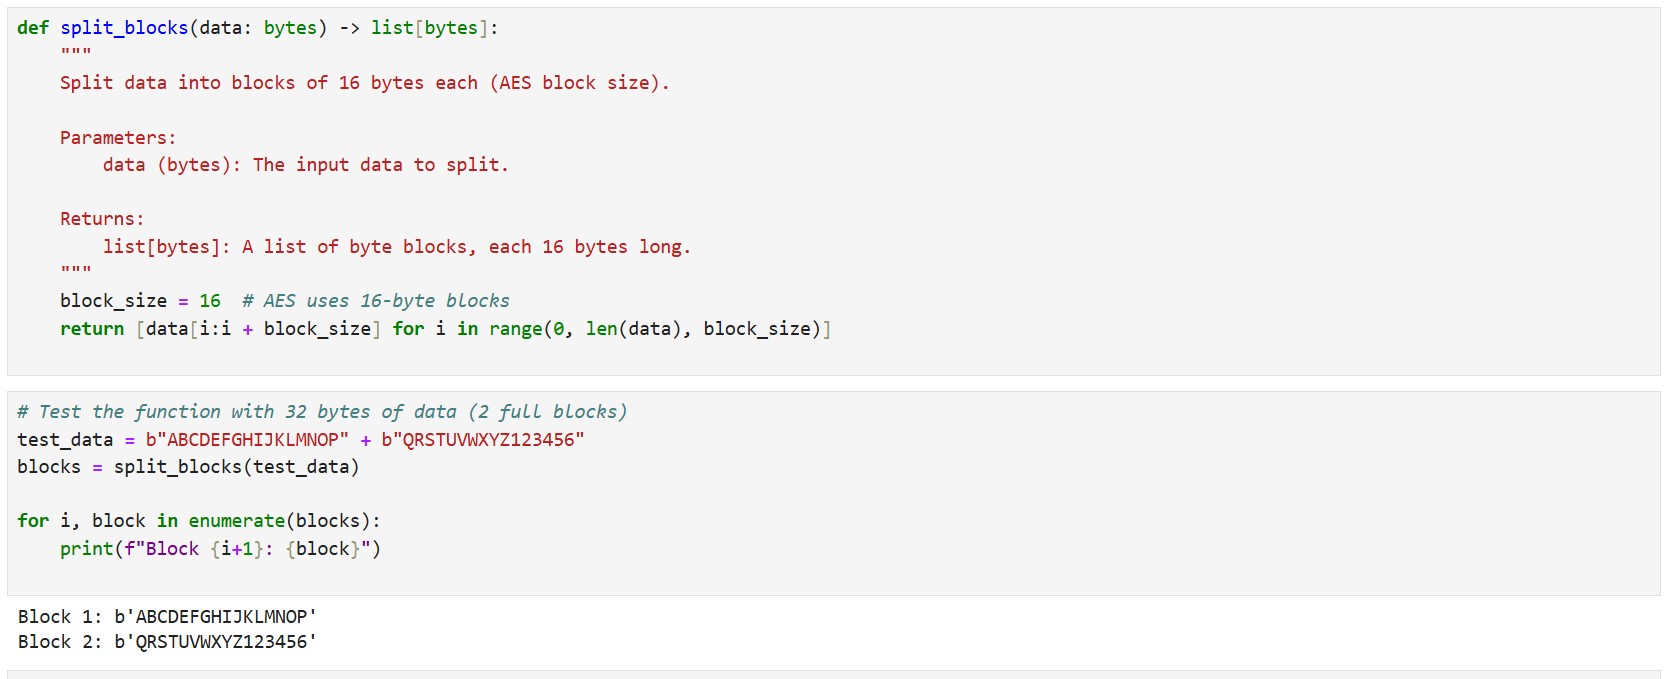 def split_blocks(data: bytes) -> list[bytes]:
    """
    Split data into blocks of 16 bytes each (AES block size).

    Parameters:
        data (bytes): The input data to split.

    Returns:
        list[bytes]: A list of byte blocks, each 16 bytes long.
    """
    block_size = 16  # AES uses 16-byte blocks
    return [data[i:i + block_size] for i in range(0, len(data), block_size)]

# Test the function with 32 bytes of data (2 full blocks)
test_data = b"ABCDEFGHIJKLMNOP" + b"QRSTUVWXYZ123456"
blocks = split_blocks(test_data)

for i, block in enumerate(blocks):
    print(f"Block {i+1}: {block}")

Block 1: b'ABCDEFGHIJKLMNOP'
Block 2: b'QRSTUVWXYZ123456'